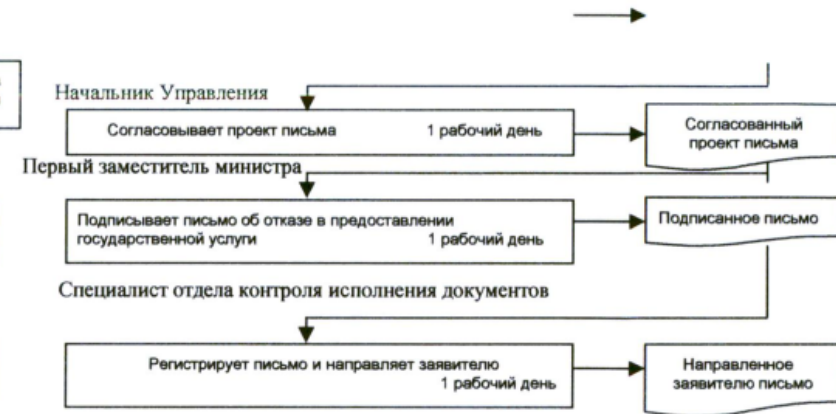 Начальник Управления
Согласовывает проект письма 1 рабочий день
Согласованный
проект письма
Первый заместитель министра
Подписывает письмо об отказе в предоставлении
государственной услуги 1 рабочий день
Подписанное письмо
Специалист отдела контроля исполнения документов
Регистрирует письмо и направляет заявителю
1 рабочий день
Направленное
заявителю письмо